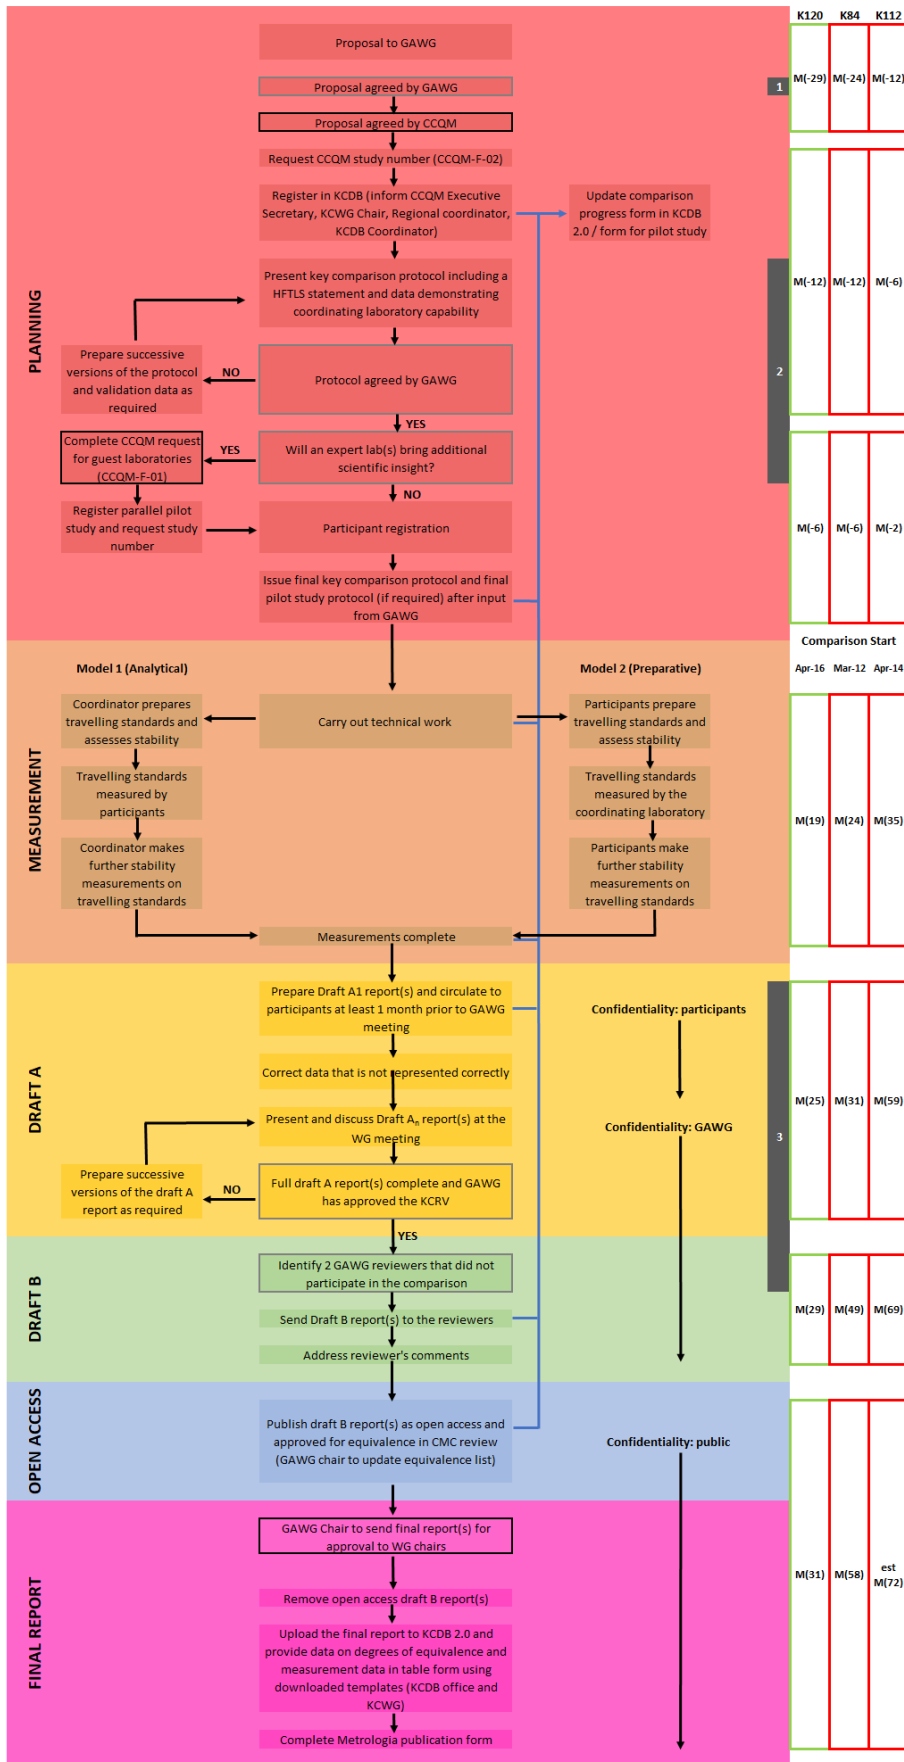 K120 K84 K112
Proposal to GAWG
M(-29) M(-24) M(-12)
Proposal agreed by GAWG
1
Proposal agreed by CCQM
Request CCQM study number (CCQM-F-02)
Register in KCDB (inform CCQM Executive
Secretary, KCWG Chair, Regional coordinator,
KCDB Coordinator)
Update comparison
progress form in KCDB
2.0 / form for pilot study
PLANNING
Present key comparison protocol including a
HFTLS statement and data demonstrating
coordinating laboratory capability
M(-12) M(-12) M(-6)
Prepare successive
versions of the protocol
and validation data as
required
NO
Protocol agreed by GAWG
2
YES
Complete CCQM request
for guest laboratories
(CCQM-F-01)
YES
Will an expert lab(s) bring additional
scientific insight?
NO
Register parallel pilot
study and request study
number
Participant registration
M(-6) M(-6) M(-2)
Issue final key comparison protocol and final
pilot study protocol (if required) after input
from GAWG
Comparison Start
Apr-16 Mar-12 Apr-14
MEASUREMENT
Model 1 (Analytical)
Model 2 (Preparative)
Coordinator prepares
travelling standards and
assesses stability
Carry out technical work
Participants prepare
travelling standards and
assess stability
Travelling standards
measured by
participants
Travelling standards
measured by the
coordinating laboratory
M(19) M(24) M(35)
Coordinator makes
further stability
measurements on
travelling standards
Participants make
further stability
measurements on
travelling standards
Measurements complete
DRAFT A
Prepare Draft A1 report(s) and circulate to
participants at least 1 month prior to GAWG
meeting
Confidentiality: participants
Correct data that is not represented correctly
M(25) M(31) M(59)
Present and discuss Draft An report(s) at the
WG meeting
Confidentiality: GAWG
3
Prepare successive
versions of the draft A
report as required
NO
Full draft A report(s) complete and GAWG
has approved the KCRV
YES
DRAFT B
Identify 2 GAWG reviewers that did not
participate in the comparison
Send Draft B report(s) to the reviewers
M(29) M(49) M(69)
Address reviewer's comments
OPEN ACCESS
Publish draft B report(s) as open access and
approved for equivalence in CMC review
(GAWG chair to update equivalence list)
Confidentiality: public
FINAL REPORT
GAWG Chair to send final report(s) for
approval to WG chairs
M(31) M(58) est
M(72)
Remove open access draft B report(s)
Upload the final report to KCDB 2.0 and
provide data on degrees of equivalence and
measurement data in table form using
downloaded templates (KCDB office and
KCWG)
Complete Metrologia publication form